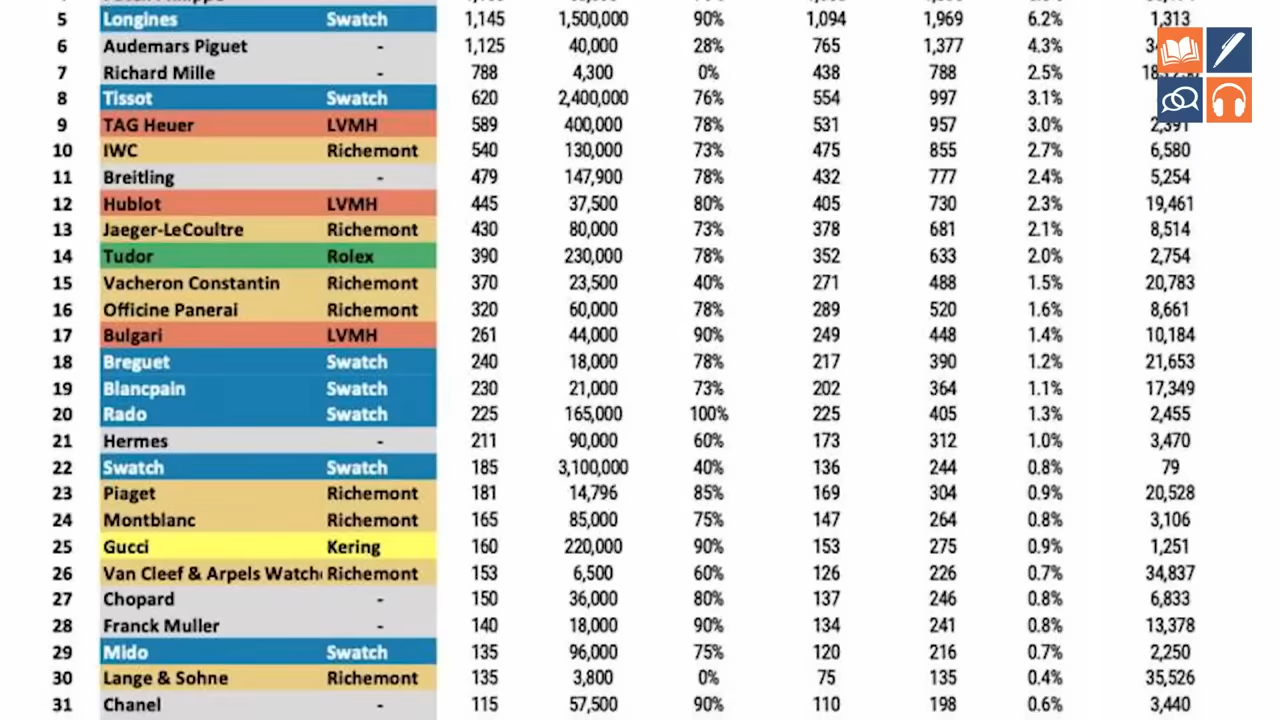 5 Longines Swatch 1,145 1,500,000 90% 1,094 1,969 6.2% 1,313
6 Audemars Piguet - 1,125 40,000 28% 765 1,377 4.3%
7 Richard Mille - 788 4,300 0% 438 788 2.5%
8 Tissot Swatch 620 2,400,000 76% 554 997 3.1%
9 TAG Heuer LVMH 589 400,000 78% 531 957 3.0% 2,391
10 IWC Richemont 540 130,000 73% 475 855 2.7% 6,580
11 Breitling - 479 147,900 78% 432 777 2.4% 5,254
12 Hublot LVMH 445 37,500 80% 405 730 2.3% 19,461
13 Jaeger-LeCoultre Richemont 430 80,000 73% 378 681 2.1% 8,514
14 Tudor Rolex 390 230,000 78% 352 633 2.0% 2,754
15 Vacheron Constantin Richemont 370 23,500 40% 271 488 1.5% 20,783
16 Officine Panerai Richemont 320 60,000 78% 289 520 1.6% 8,661
17 Bulgari LVMH 261 44,000 90% 249 448 1.4% 10,184
18 Breguet Swatch 240 18,000 78% 217 390 1.2% 21,653
19 Blancpain Swatch 230 21,000 73% 202 364 1.1% 17,349
20 Rado Swatch 225 165,000 100% 225 405 1.3% 2,455
21 Hermes - 211 90,000 60% 173 312 1.0% 3,470
22 Swatch Swatch 185 3,100,000 40% 136 244 0.8% 79
23 Piaget Richemont 181 14,796 85% 169 304 0.9% 20,528
24 Montblanc Richemont 165 85,000 75% 147 264 0.8% 3,106
25 Gucci Kering 160 220,000 90% 153 275 0.9% 1,251
26 Van Cleef & Arpels Watch Richemont 153 6,500 60% 126 226 0.7% 34,837
27 Chopard - 150 36,000 80% 137 246 0.8% 6,833
28 Franck Muller - 140 18,000 90% 134 241 0.8% 13,378
29 Mido Swatch 135 96,000 75% 120 216 0.7% 2,250
30 Lange & Sohne Richemont 135 3,800 0% 75 135 0.4% 35,526
31 Chanel - 115 57,500 90% 110 198 0.6% 3,440